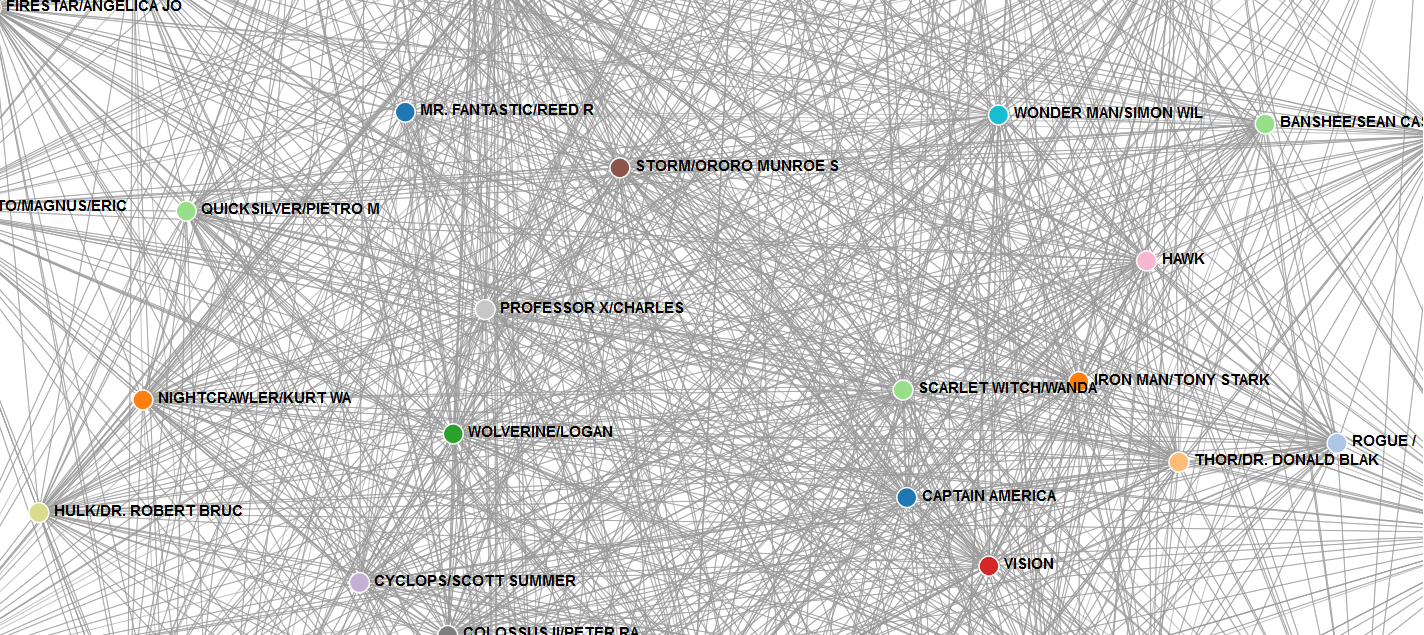 FIRESTAR/ANGELICA JO
MR. FANTASTIC/REED R
WONDER MAN/SIMON WIL
BANSHEE/SEAN CAS
STORM/ORORO MUNROE S
TO/MAGNUS/ERIC
QUICKSILVER/PIETRO M
HAWK
PROFESSOR X/CHARLES
IRON MAN/TONY STARK
SCARLET WITCH/WANDA
NIGHTCRAWLER/KURT WA
WOLVERINE/LOGAN
ROGUE /
THOR/DR. DONALD BLAK
CAPTAIN AMERICA
HULK/DR. ROBERT BRUC
VISION
CYCLOPS/SCOTT SUMMER
COLOSSUS II/PETER RA